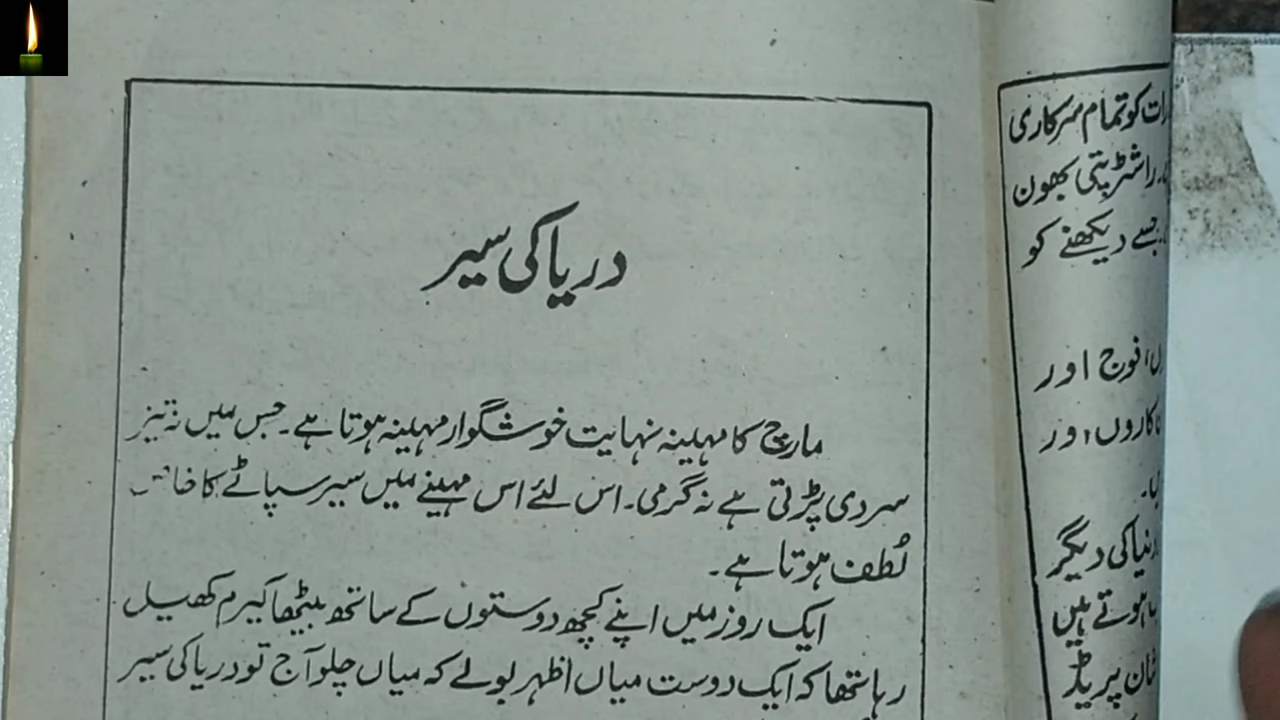 دریا کی سیر
مارچ کا مہینہ نہایت خوشگوار مہینہ ہوتا ہے۔ جس میں نہ تیز
سردی پڑتی ہے نہ گرمی۔ اس لئے اس مہینے میں سیر سپاٹے کا خاص
لُطف ہوتا ہے۔
ایک روز میں اپنے کچھ دوستوں کے ساتھ بیٹھا کیرم کھیل
رہا تھا کہ ایک دوست میاں اظہر بولے کہ میاں چلو آج تو دریا کی سیر
کو تمام سرکاری
راشٹرپتی بھون
جسے دیکھنے کو
فوج اور
اور
کی دیگر
ہوتے ہیں
پریڈ